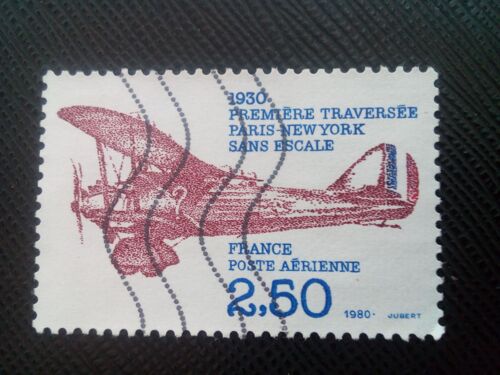 1930
PREMIÈRE TRAVERSÉE
PARIS-NEW YORK
SANS ESCALE
FRANCE
POSTE AÉRIENNE
2,50
1980
JUBERT